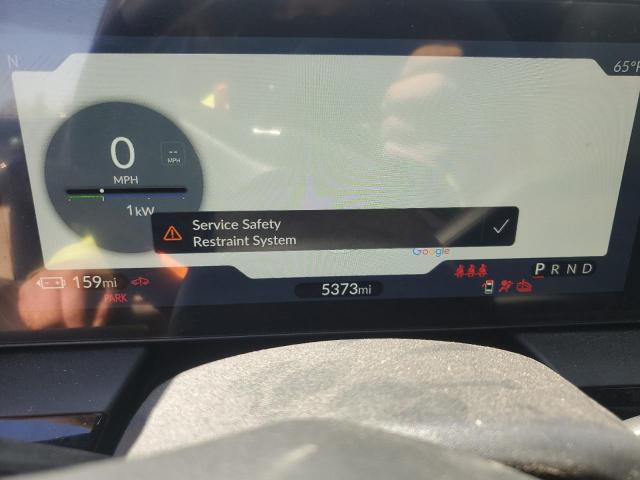 N
65°F
0
--
MPH
MPH
1kW
Service Safety
Restraint System
Google
159mi
PARK
5373mi
P R N D